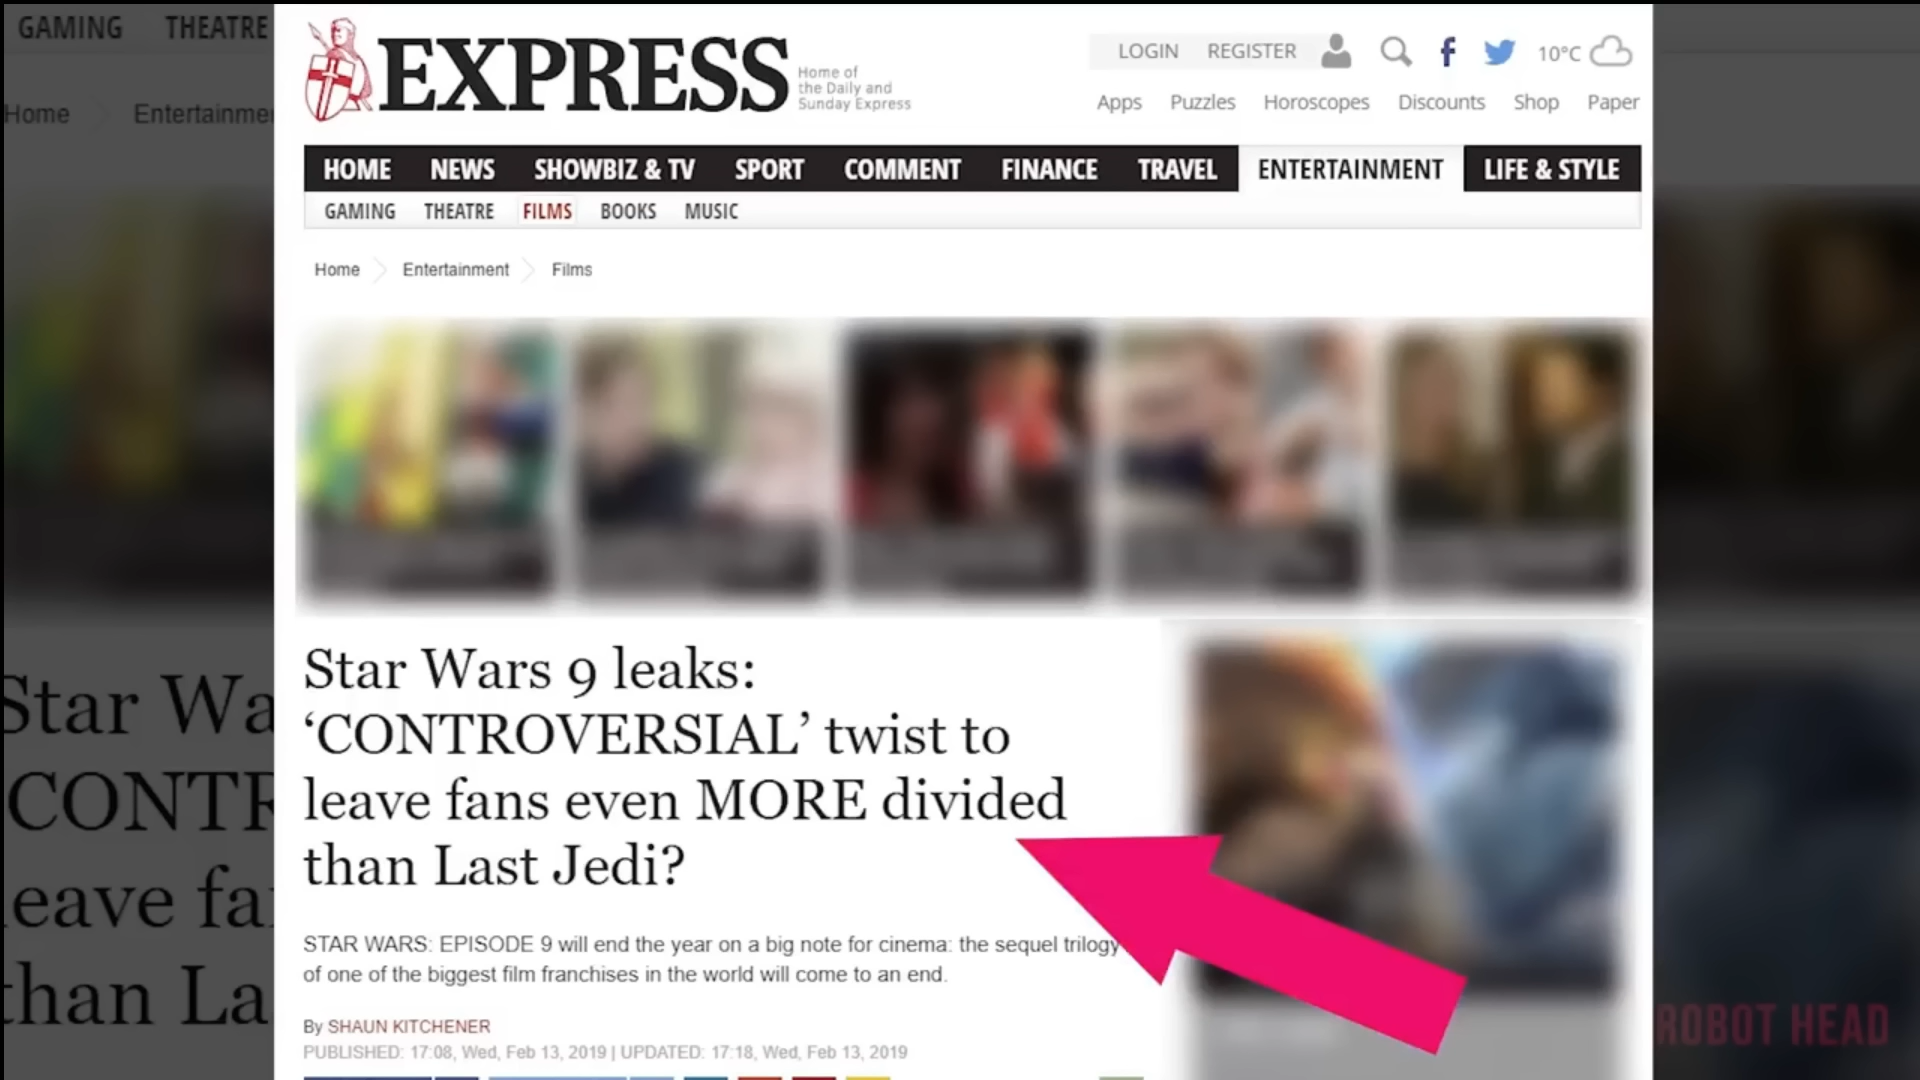 GAMING THEATRE
Home Entertainme
EXPRESS
Home of
the Daily and
Sunday Express
LOGIN REGISTER
10°C
Apps Puzzles Horoscopes Discounts Shop Paper
HOME NEWS SHOWBIZ & TV SPORT COMMENT FINANCE TRAVEL ENTERTAINMENT LIFE & STYLE
GAMING THEATRE FILMS BOOKS MUSIC
Home Entertainment Films
Star Wars 9 leaks:
‘CONTROVERSIAL’ twist to
leave fans even MORE divided
than Last Jedi?
STAR WARS: EPISODE 9 will end the year on a big note for cinema: the sequel trilogy
of one of the biggest film franchises in the world will come to an end.
By SHAUN KITCHENER
PUBLISHED: 17:08, Wed, Feb 13, 2019 | UPDATED: 17:18, Wed, Feb 13, 2019
Star Wa
‘CONTR
leave fa
than La
ROBOT HEAD